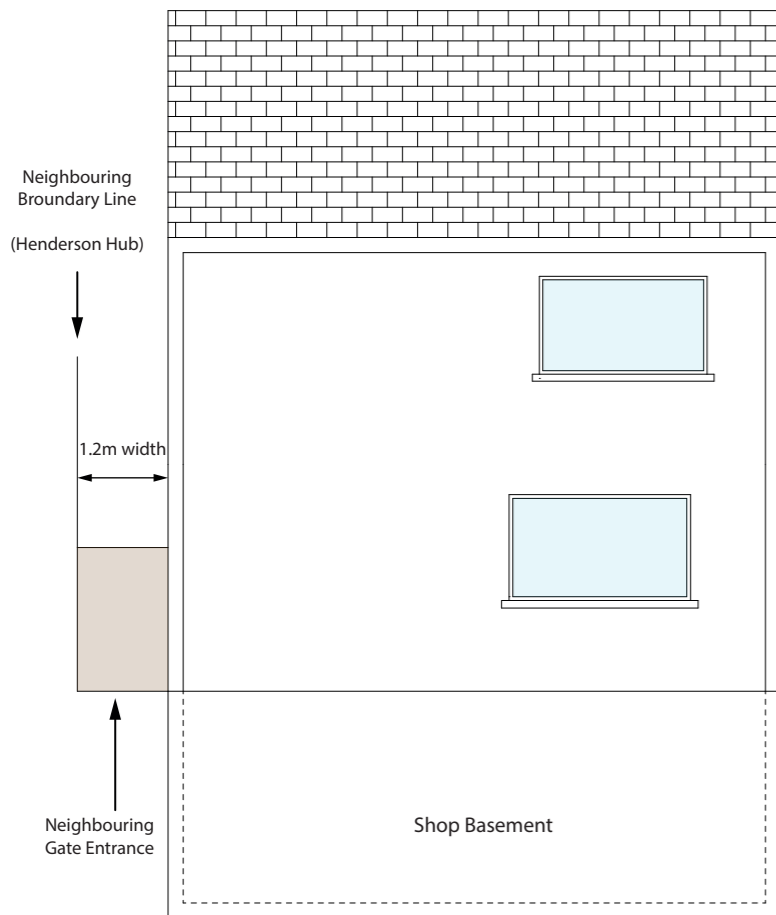 Neighbouring
Broundary Line
(Henderson Hub)
1.2m width
Neighbouring
Gate Entrance
Shop Basement